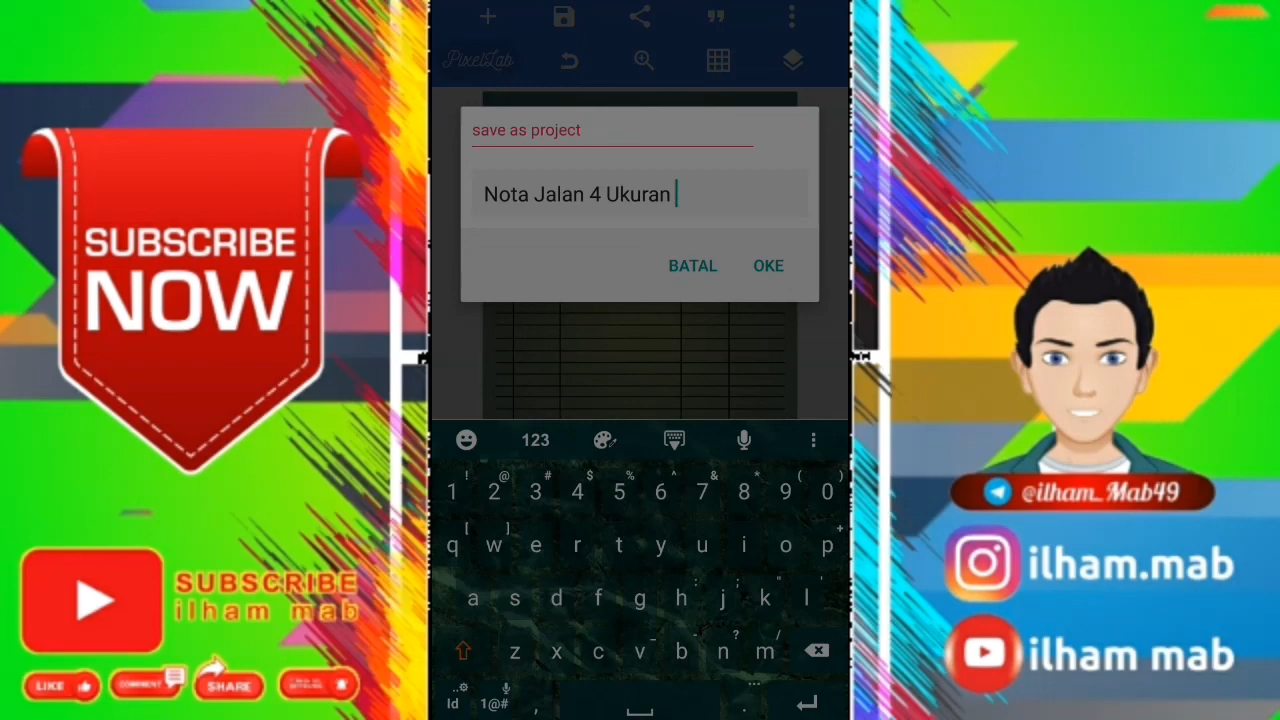 SUBSCRIBE
NOW
SUBSCRIBE
ilham mab
LIKE
COMMENT
SHARE
PixelLab
save as project
Nota Jalan 4 Ukuran
BATAL
OKE
123
! @ # $ % ^ & * ( )
1 2 3 4 5 6 7 8 9 0
[ ] +
q w e r t y u i o p
: ; " '
a s d f g h j k l
_ - ? /
z x c v b n m
Id 1@# , .
@ilham_Mab49
ilham.mab
ilham mab